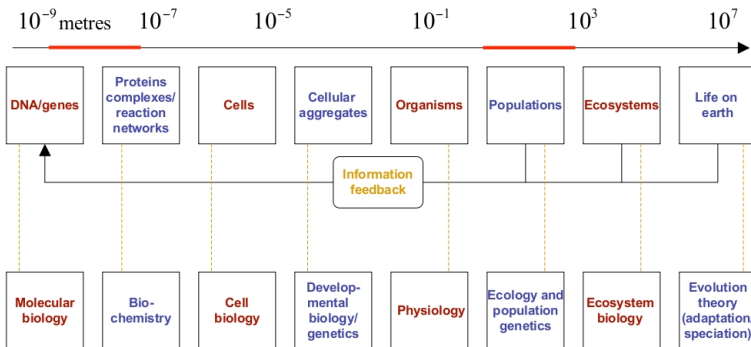 10⁻⁹ metres 10⁻⁷ 10⁻⁵ 10⁻¹ 10³ 10⁷
DNA/genes
Proteins
complexes/
reaction
networks
Cells
Cellular
aggregates
Organisms
Populations
Ecosystems
Life on
earth
Information
feedback
Molecular
biology
Bio-
chemistry
Cell
biology
Develop-
mental
biology/
genetics
Physiology
Ecology and
population
genetics
Ecosystem
biology
Evolution
theory
(adaptation/
speciation)